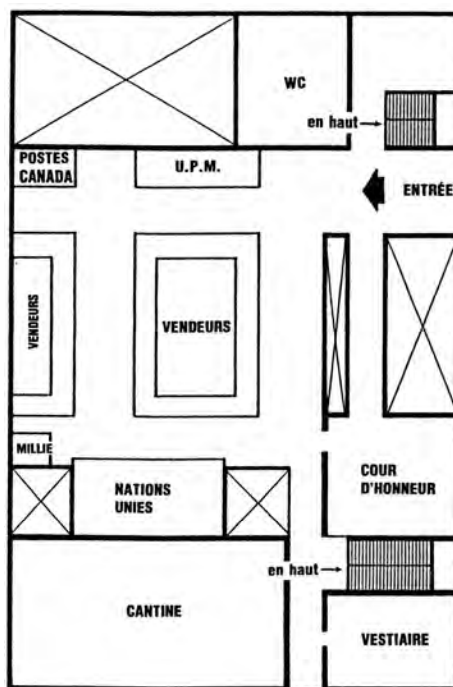 WC
en haut
POSTES
CANADA
U.P.M.
ENTRÉE
VENDEURS
VENDEURS
MILLIE
NATIONS
UNIES
COUR
D'HONNEUR
en haut
CANTINE
VESTIAIRE